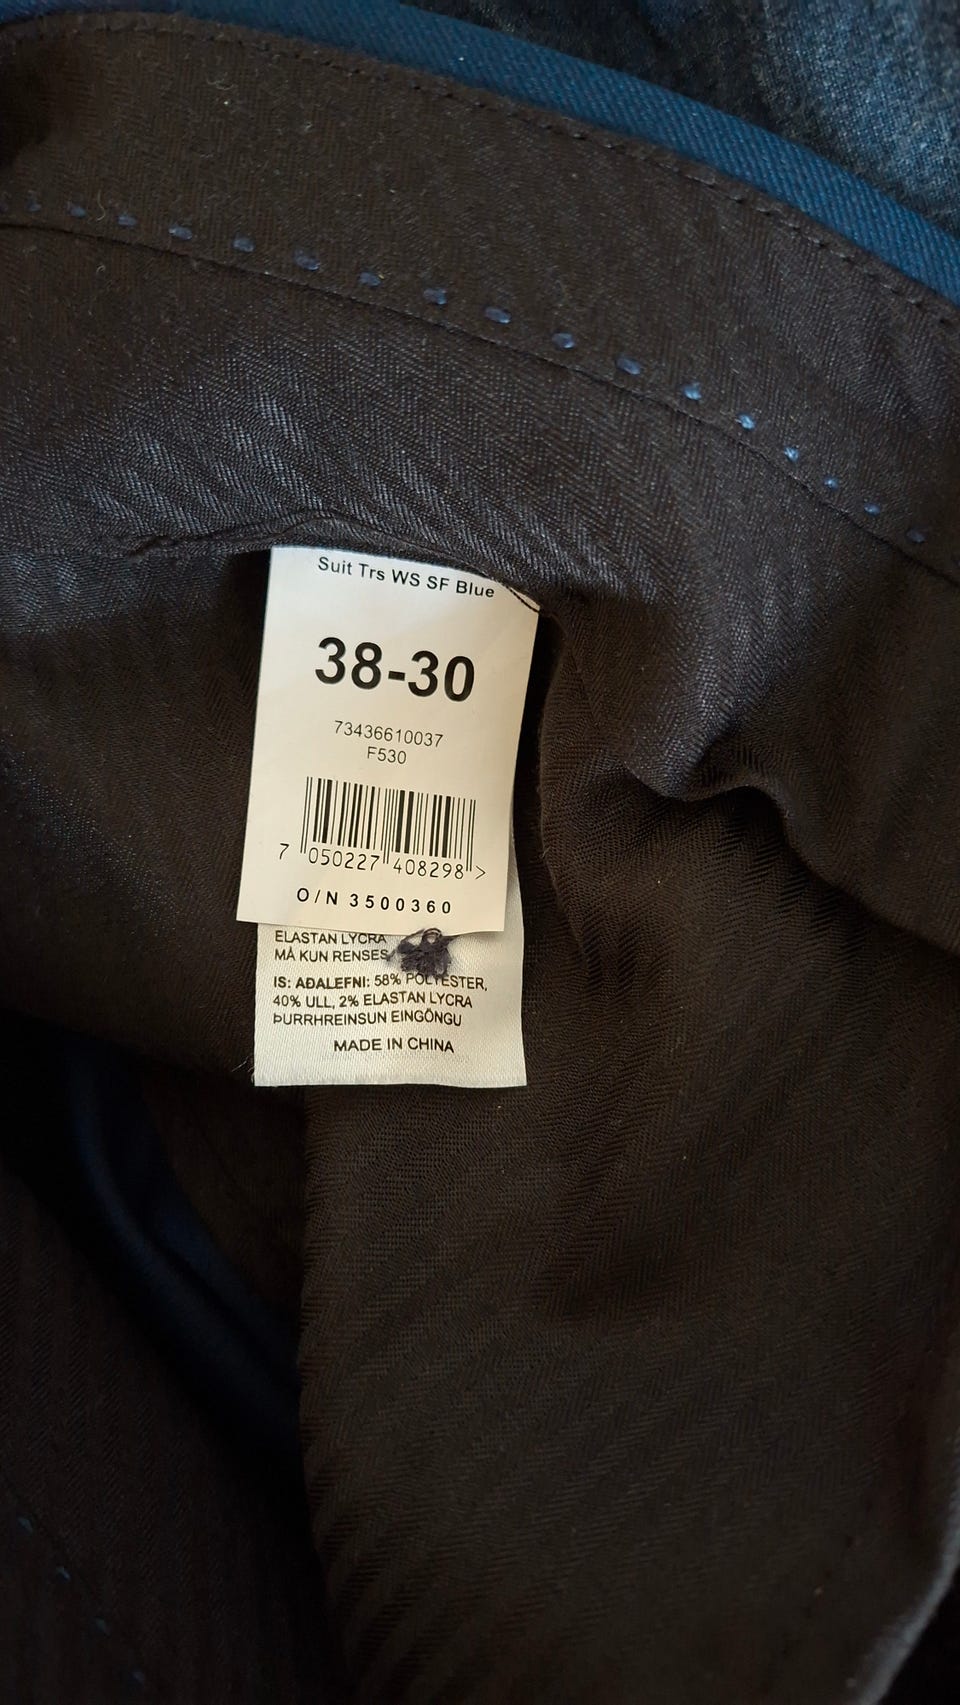 Suit Trs WS SF Blue
38-30
73436610037
F530
7 050227 408298 >
O/N 3500360
ELASTAN LYCRA
MÅ KUN RENSES
IS: AÐALEFNI: 58% POLYESTER,
40% ULL, 2% ELASTAN LYCRA
ÞURRHREINSUN EINGÖNGU
MADE IN CHINA